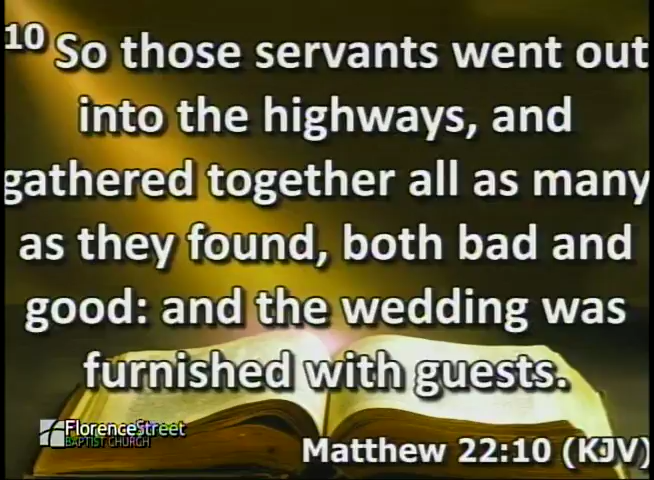 10 So those servants went out
into the highways, and
gathered together all as many
as they found, both bad and
good: and the wedding was
furnished with guests.
FlorenceStreet
BAPTIST CHURCH
Matthew 22:10 (KJV)